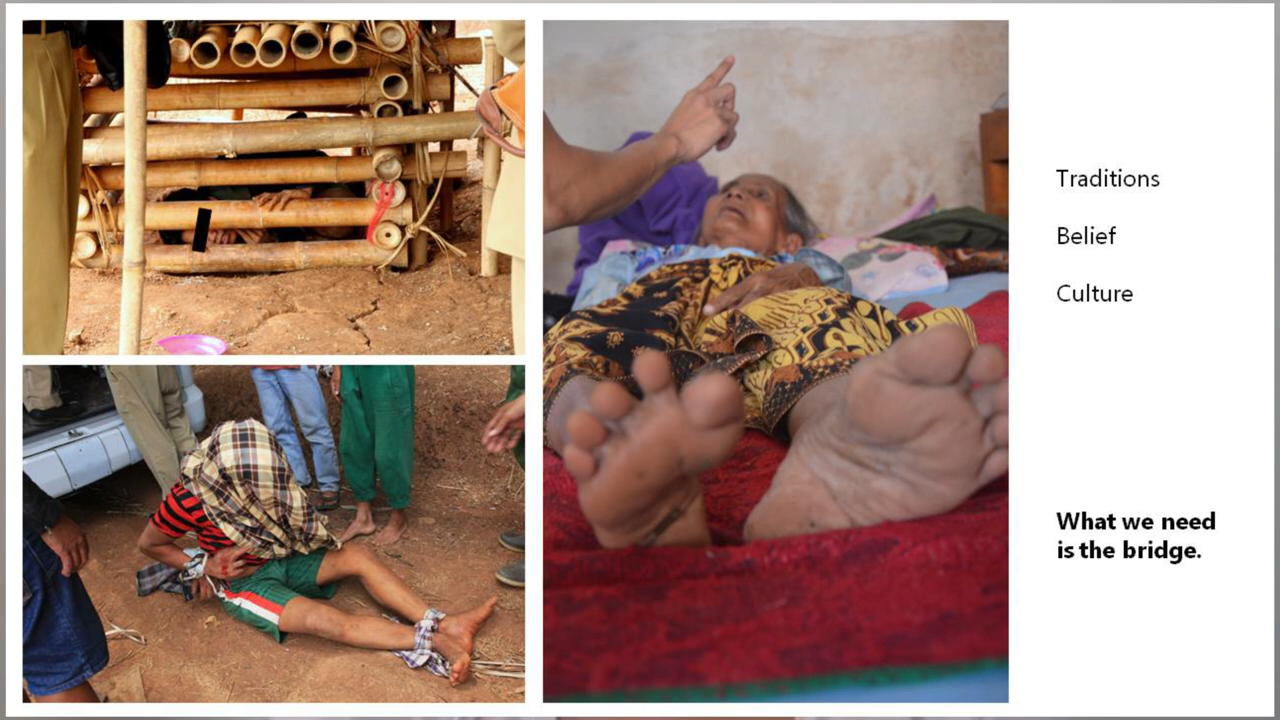 Traditions
Belief
Culture
What we need
is the bridge.